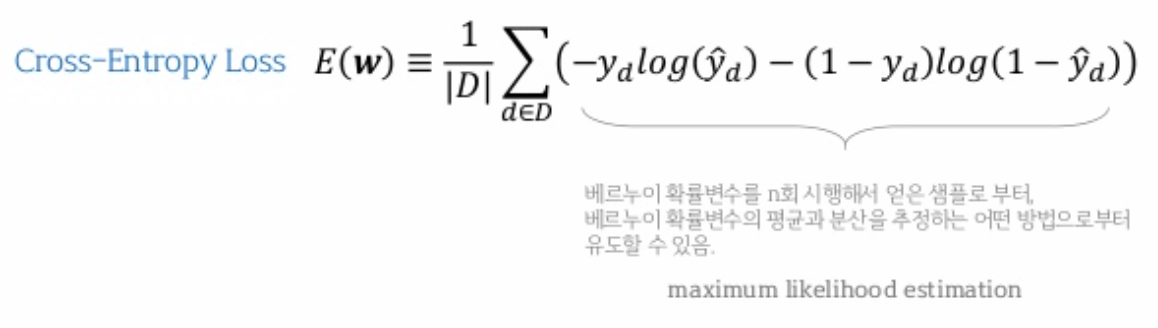 Cross-Entropy Loss E(w) ≡ 1/|D| ∑_{d∈D} (−y_d log(ŷ_d) − (1 − y_d)log(1 − ŷ_d))
베르누이 확률변수를 n회 시행해서 얻은 샘플로 부터,
베르누이 확률변수의 평균과 분산을 추정하는 어떤 방법으로부터
유도할 수 있음.
maximum likelihood estimation